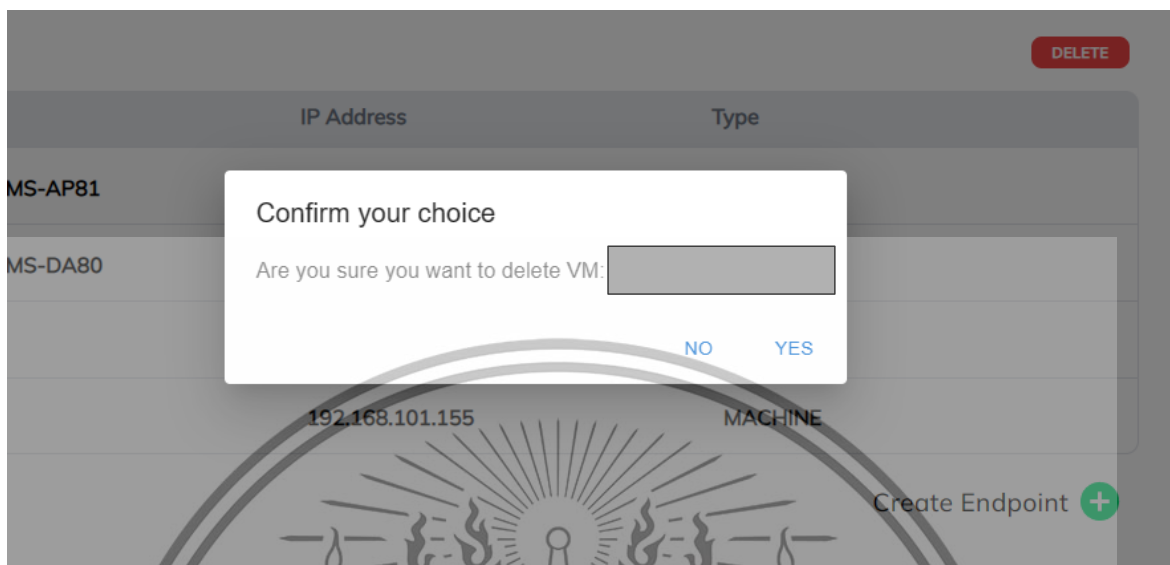 DELETE
IP Address Type
MS-AP81
Confirm your choice
MS-DA80
Are you sure you want to delete VM:
NO YES
192.168.101.155 MACHINE
Create Endpoint